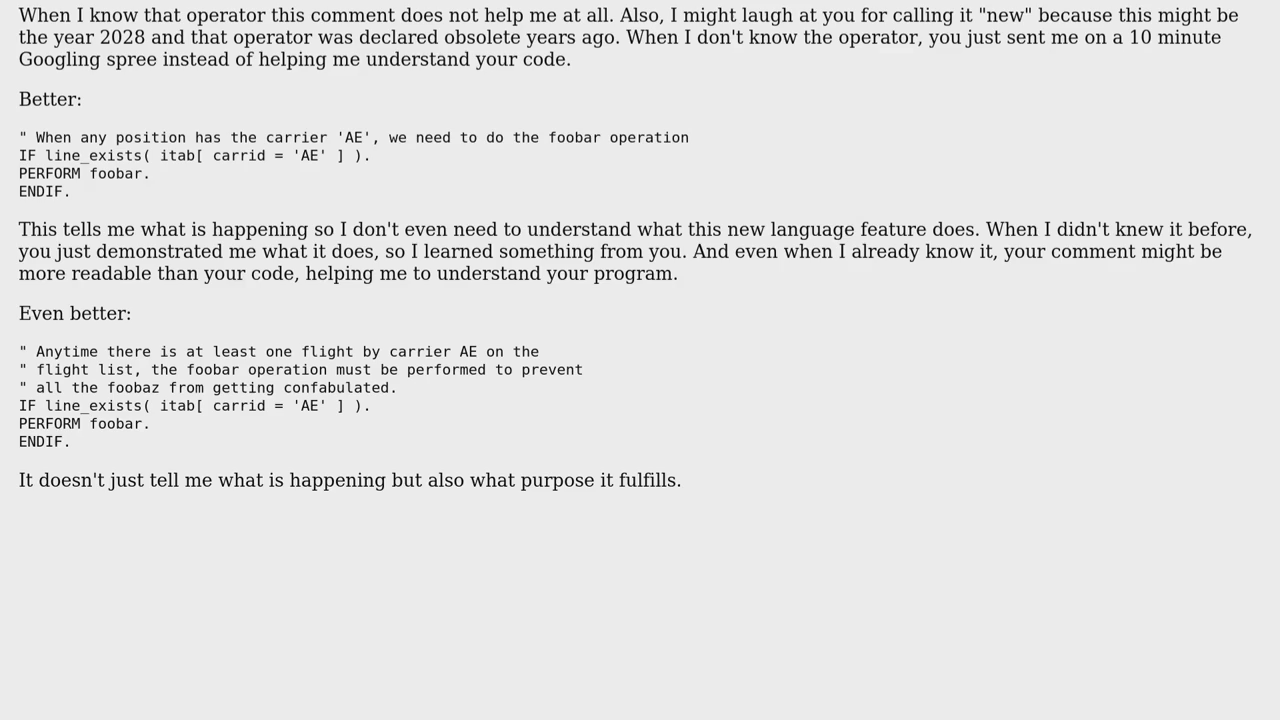 When I know that operator this comment does not help me at all. Also, I might laugh at you for calling it "new" because this might be
the year 2028 and that operator was declared obsolete years ago. When I don't know the operator, you just sent me on a 10 minute
Googling spree instead of helping me understand your code.
Better:
" When any position has the carrier 'AE', we need to do the foobar operation
IF line_exists( itab[ carrid = 'AE' ] ).
PERFORM foobar.
ENDIF.
This tells me what is happening so I don't even need to understand what this new language feature does. When I didn't knew it before,
you just demonstrated me what it does, so I learned something from you. And even when I already know it, your comment might be
more readable than your code, helping me to understand your program.
Even better:
" Anytime there is at least one flight by carrier AE on the
" flight list, the foobar operation must be performed to prevent
" all the foobaz from getting confabulated.
IF line_exists( itab[ carrid = 'AE' ] ).
PERFORM foobar.
ENDIF.
It doesn't just tell me what is happening but also what purpose it fulfills.